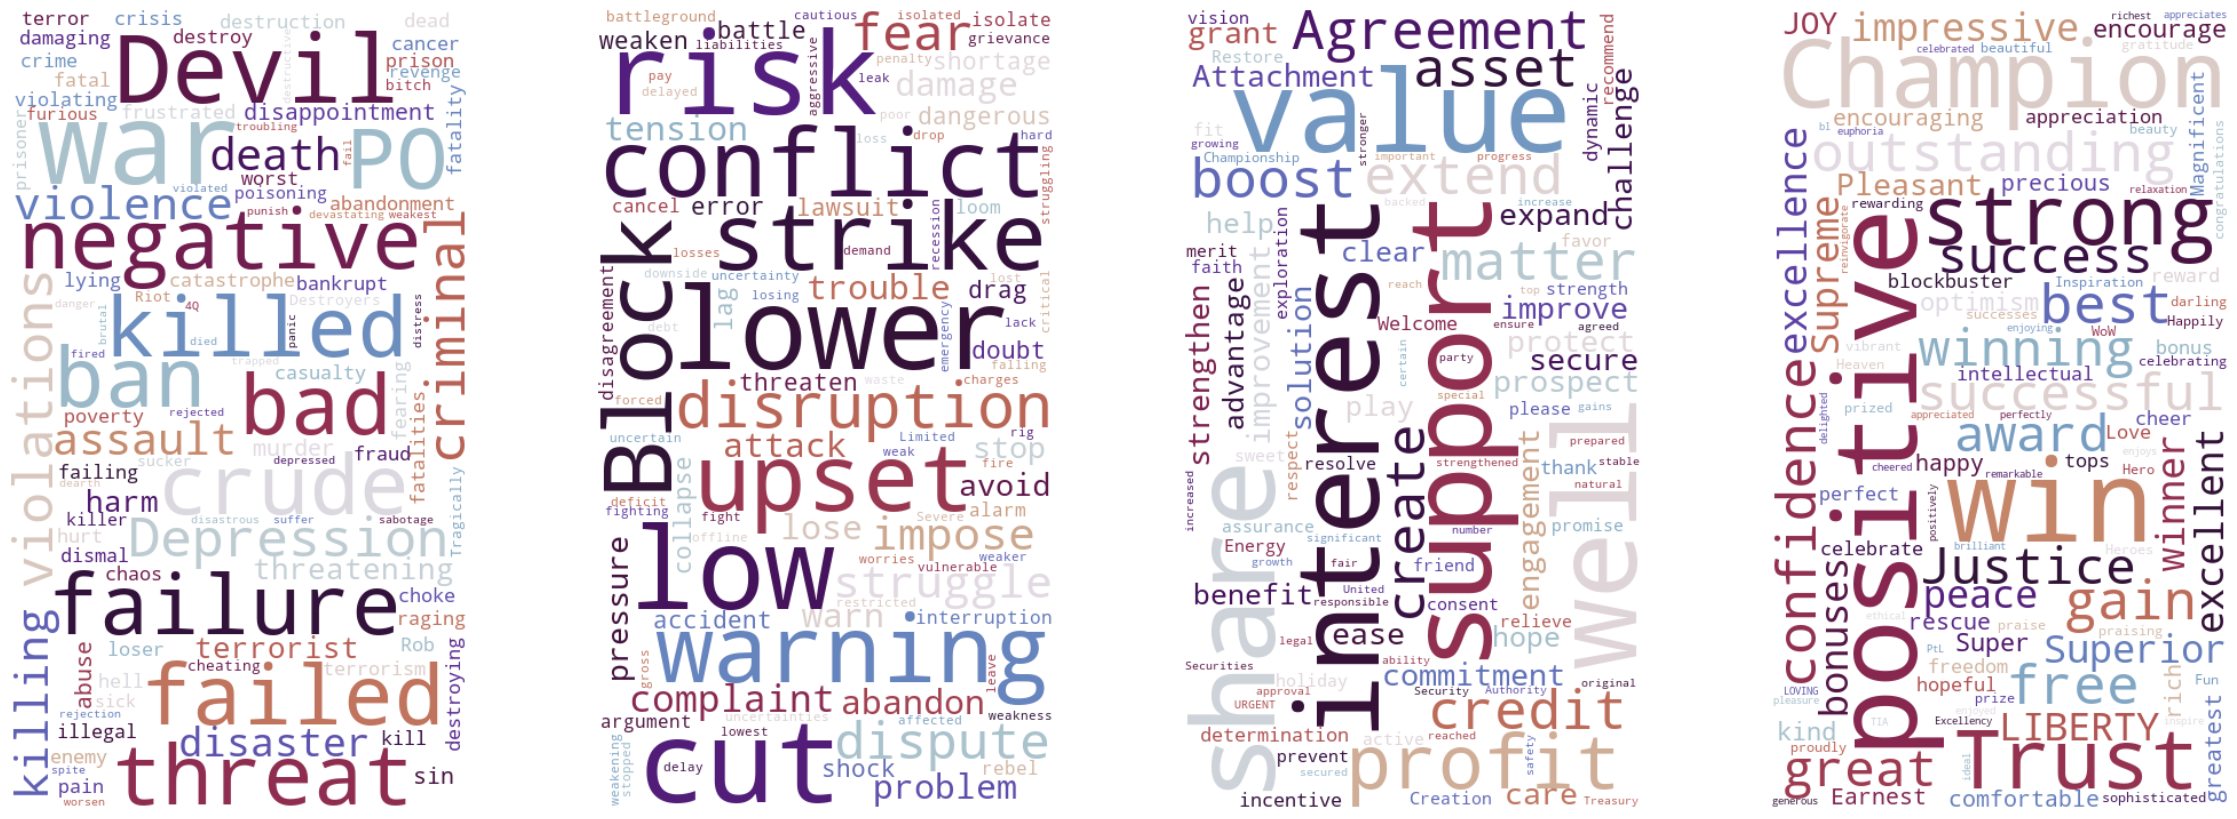 terror crisis destruction dead
damaging Devil destroy destructive cancer
crime prison
fatal revenge
bitch
violating frustrated disappointment
furious war troubling PO fatality
prisoner death fail
worst
violence violated poisoning abandonment
punish devastating weakest
negative criminal
lying catastrophe bankrupt
violations danger Riot 4Q Destroyers
brutal killed panic distress
died
fired ban trapped
casualty bad fearing
poverty rejected
assault murder fatalities
sucker depressed fraud
failing crude
dearth
harm
killer disastrous suffer sabotage
hurt Depression Tragically
dismal
chaos threatening
failure choke
raging
killing terrorist Rob
loser cheating
abuse hell failed terrorism destroying
sick
rejection
illegal disaster kill
enemy
spite threat sin
pain
worsen
battleground cautious isolated isolate
weaken battle fear grievance
liabilities
risk aggressive penalty shortage
pay leak damage
delayed
tension poor dangerous
loss drop hard
conflict struggling
cancel error lawsuit loom
Block strike recession
losses demand
disagreement downside uncertainty trouble lost
lag losing drag critical
debt lower emergency lack
doubt
threaten waste falling
forced charges
disruption
uncertain attack Limited rig
weak stop
collapse upset fire
avoid
deficit
fighting fight Severe alarm
offline lose impose
pressure low worries weaker
vulnerable
struggle
restricted
accident warn interruption
gross warning
leave
complaint abandon
argument uncertainties affected weakness
lowest
weakening stopped cut dispute
delay shock rebel
problem
vision Agreement recommend
grant
Restore asset
Attachment value dynamic challenge
fit
growing stronger
Championship important progress
boost extend
backed increase
help interest support expand
clear matter favor
merit exploration
faith
improvement reach top strength
strengthen advantage solution improve
Welcome ensure agreed
protect
party secure
certain prospect
play special please gains
share respect create well
engagement prepared
sweet resolve strengthened thank stable
natural
increased
assurance significant number promise
Energy
growth fair friend
benefit United
responsible consent
relieve
legal ease hope
Securities ability
holiday commitment
approval Security Authority original
URGENT
credit
determination active reached
prevent profit safety
secured
incentive Creation care Treasury
JOY impressive richest appreciates
encourage
celebrated beautiful gratitude
Champion
encouraging appreciation Magnificent
bl euphoria beauty congratulations
outstanding
excellence Pleasant precious relaxation
rewarding
Supreme reinvigorate positive strong
success
blockbuster Inspiration reward
optimism best darling
successes Happily
enjoying WoW
vibrant winning bonus
Heaven celebrating
intellectual
confidence delighted successful
prized appreciated perfectly cheer
award Love
enjoys
cheered happy tops Hero
remarkable winner excellent
perfect win
positively
celebrate brilliant Heroes
bonuses Justice
peace gain
ethical rescue praise praising
PtL Super Superior
freedom
LOVING hopeful free rich Fun
pleasure prize
enjoyed
TIA Excellency LIBERTY inspire
kind
proudly greatest
great ideal Trust
generous Earnest comfortable sophisticated